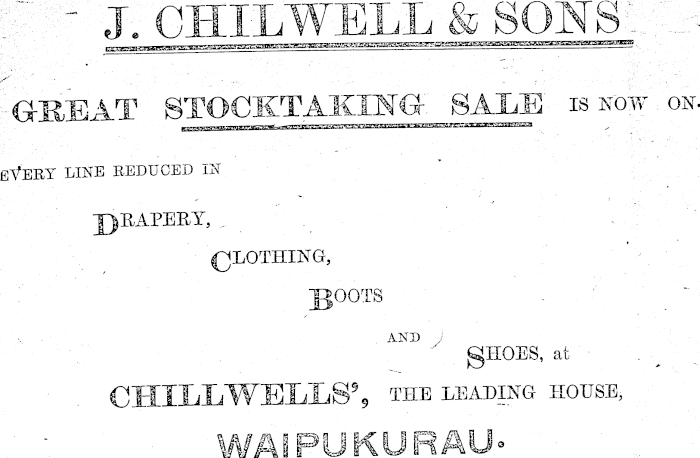 J. CHILWELL & SONS
GREAT STOCKTAKING SALE IS NOW ON.
EVERY LINE REDUCED IN
DRAPERY,
CLOTHING,
BOOTS
AND
SHOES, at
CHILLWELLS', THE LEADING HOUSE,
WAIPUKURAU.